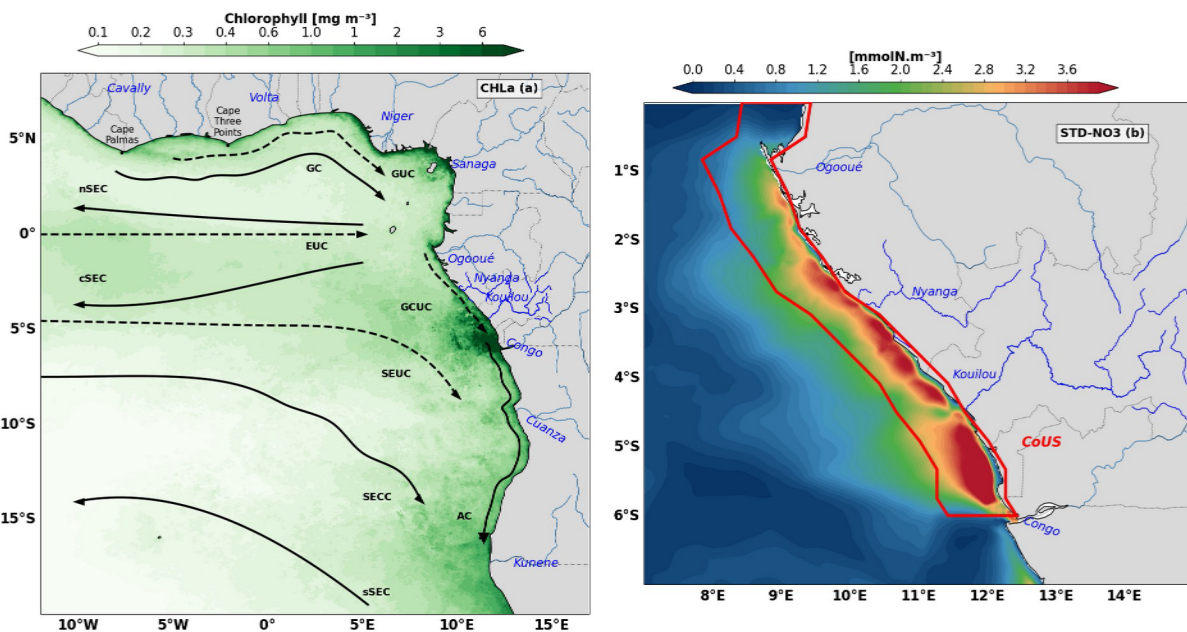 Chlorophyll [mg m⁻³]
0.1 0.2 0.3 0.4 0.6 1.0 1 2 3 6
CHLa (a)
Cavally
Volta
Niger
Sanaga
Cape
Palmas
Cape
Three
Points
GC
GUC
nSEC
EUC
cSEC
Ogooué
Nyanga
Kouilou
GCUC
Congo
SEUC
Cuanza
SECC
AC
Kunene
sSEC
5°N
0°
5°S
10°S
15°S
10°W 5°W 0° 5°E 10°E 15°E
[mmolN.m⁻³]
0.0 0.4 0.8 1.2 1.6 2.0 2.4 2.8 3.2 3.6
STD-NO3 (b)
Ogooué
Nyanga
Kouilou
CoUS
Congo
1°S
2°S
3°S
4°S
5°S
6°S
8°E 9°E 10°E 11°E 12°E 13°E 14°E